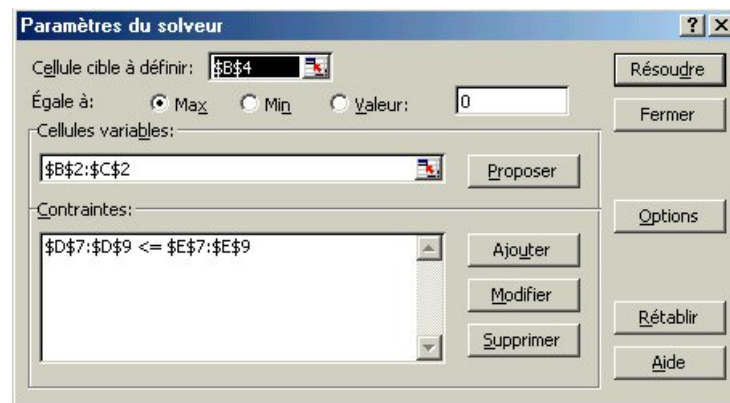 Paramètres du solveur
Cellule cible à définir: $B$4
Résoudre
Égale à: Max Min Valeur: 0
Fermer
Cellules variables:
$B$2:$C$2
Proposer
Contraintes:
Options
$D$7:$D$9 <= $E$7:$E$9
Ajouter
Modifier
Rétablir
Supprimer
Aide